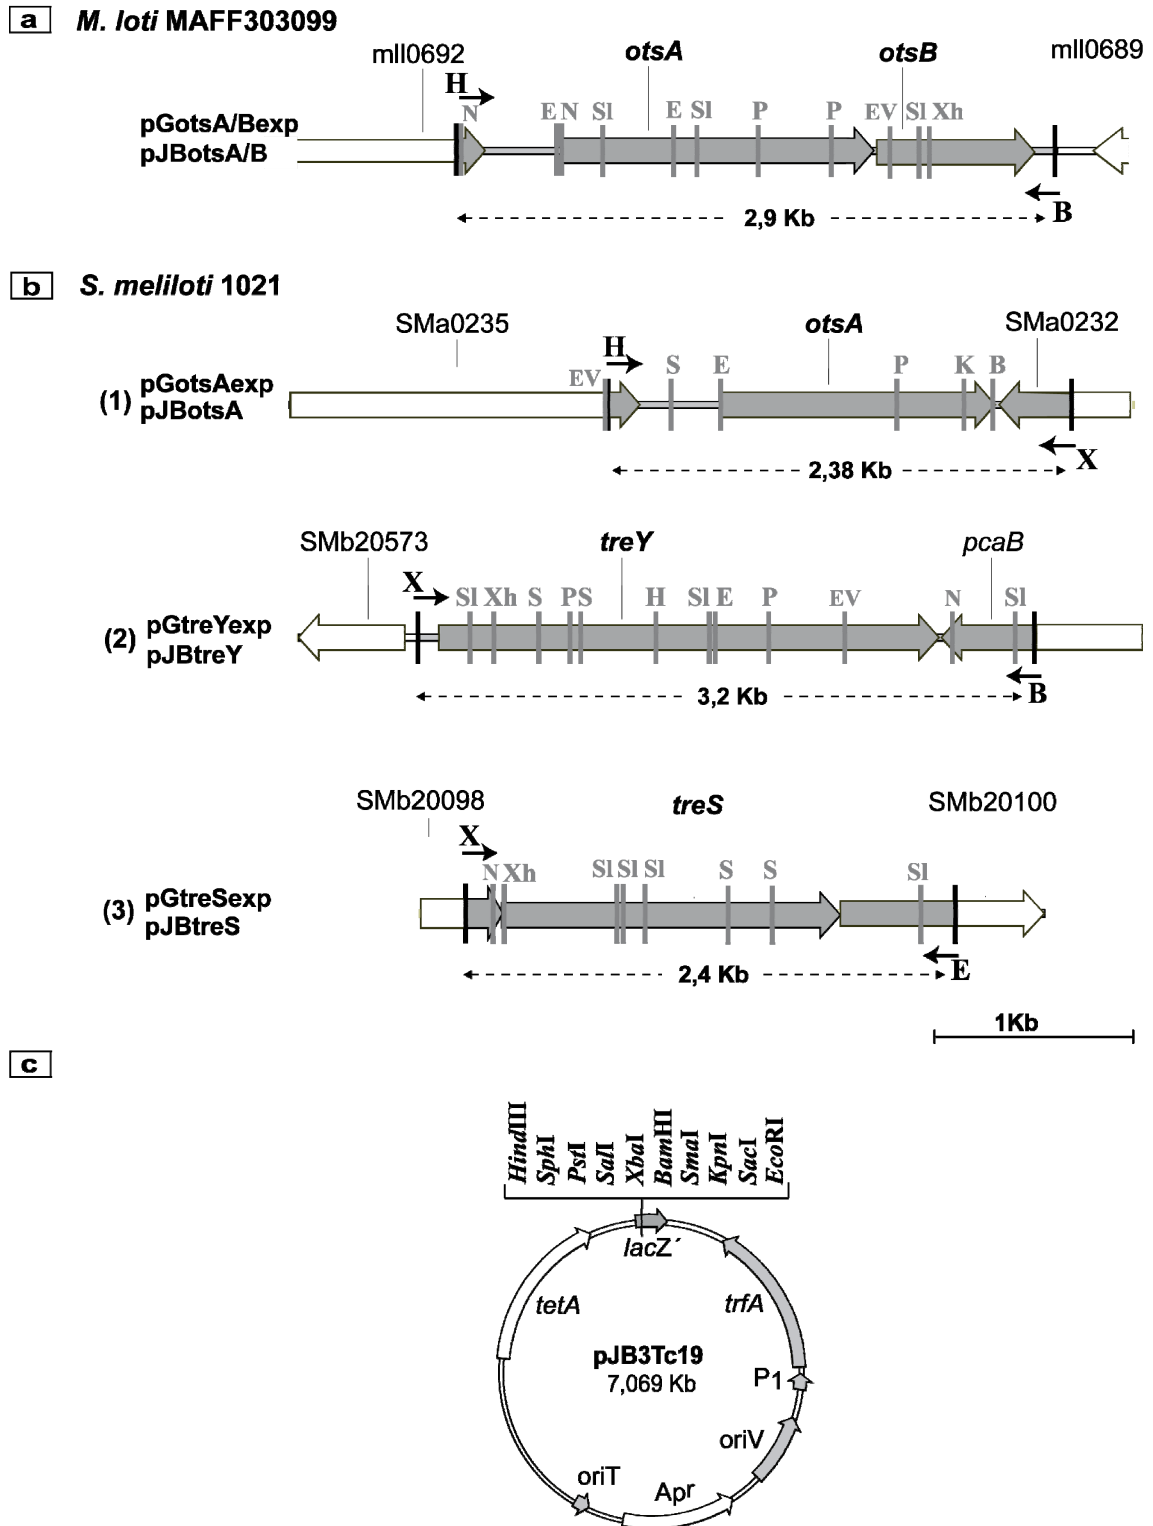 a M. loti MAFF303099
mll0692 otsA otsB mll0689
H
N E N Sl E Sl P P EV Sl Xh
pGotsA/Bexp
pJBotsA/B
B
2,9 Kb
b S. meliloti 1021
SMa0235 otsA SMa0232
H
EV S E P K B
(1) pGotsAexp
pJBotsA
X
2,38 Kb
SMb20573 treY pcaB
X
Sl Xh S P S H Sl E P EV N Sl
(2) pGtreYexp
pJBtreY
B
3,2 Kb
SMb20098 treS SMb20100
X
N Xh Sl Sl Sl S S Sl
(3) pGtreSexp
pJBtreS
E
2,4 Kb
1Kb
c
HindIII
SphI
PstI
SalI
XbaI
BamHI
SmaI
KpnI
SacI
EcoRI
lacZ´
tetA trfA
pJB3Tc19
7,069 Kb
P1
oriV
oriT
Apr